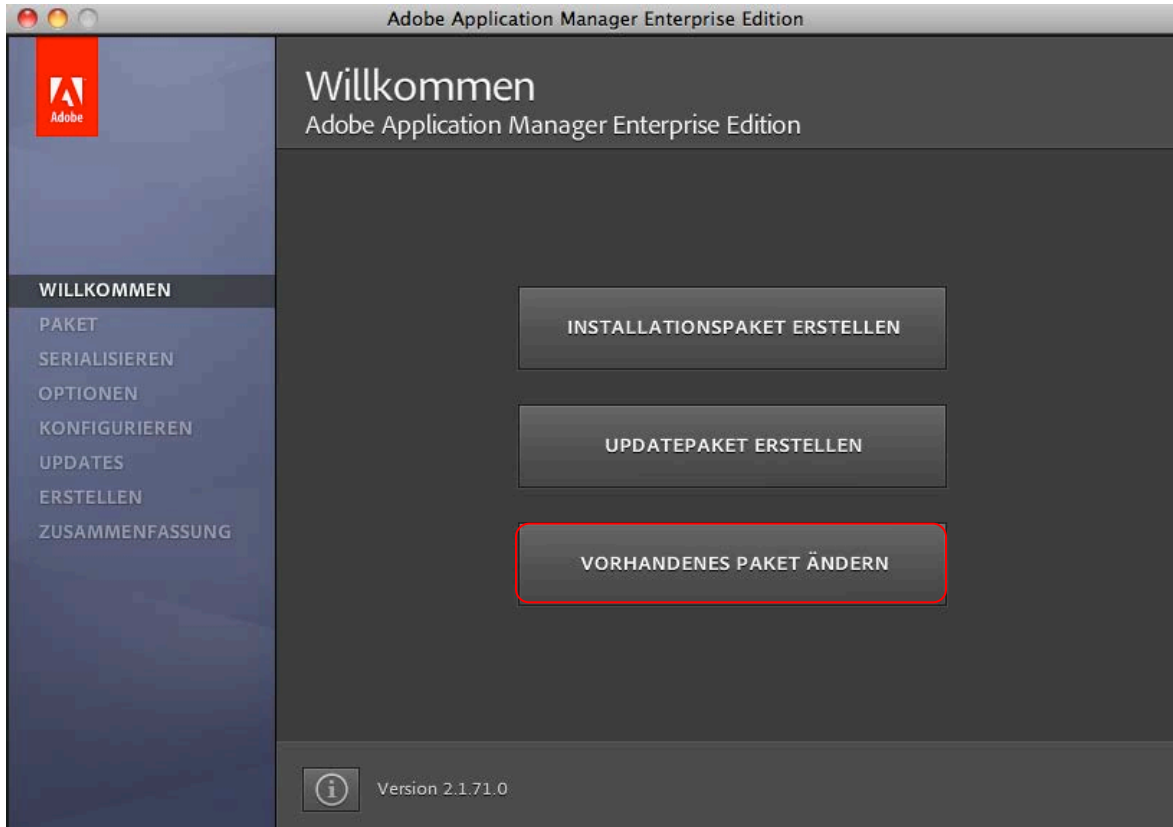 Adobe Application Manager Enterprise Edition
Adobe
Willkommen
Adobe Application Manager Enterprise Edition
WILLKOMMEN
PAKET
SERIALISIEREN
OPTIONEN
KONFIGURIEREN
UPDATES
ERSTELLEN
ZUSAMMENFASSUNG
INSTALLATIONSPAKET ERSTELLEN
UPDATEPAKET ERSTELLEN
VORHANDENES PAKET ÄNDERN
Version 2.1.71.0